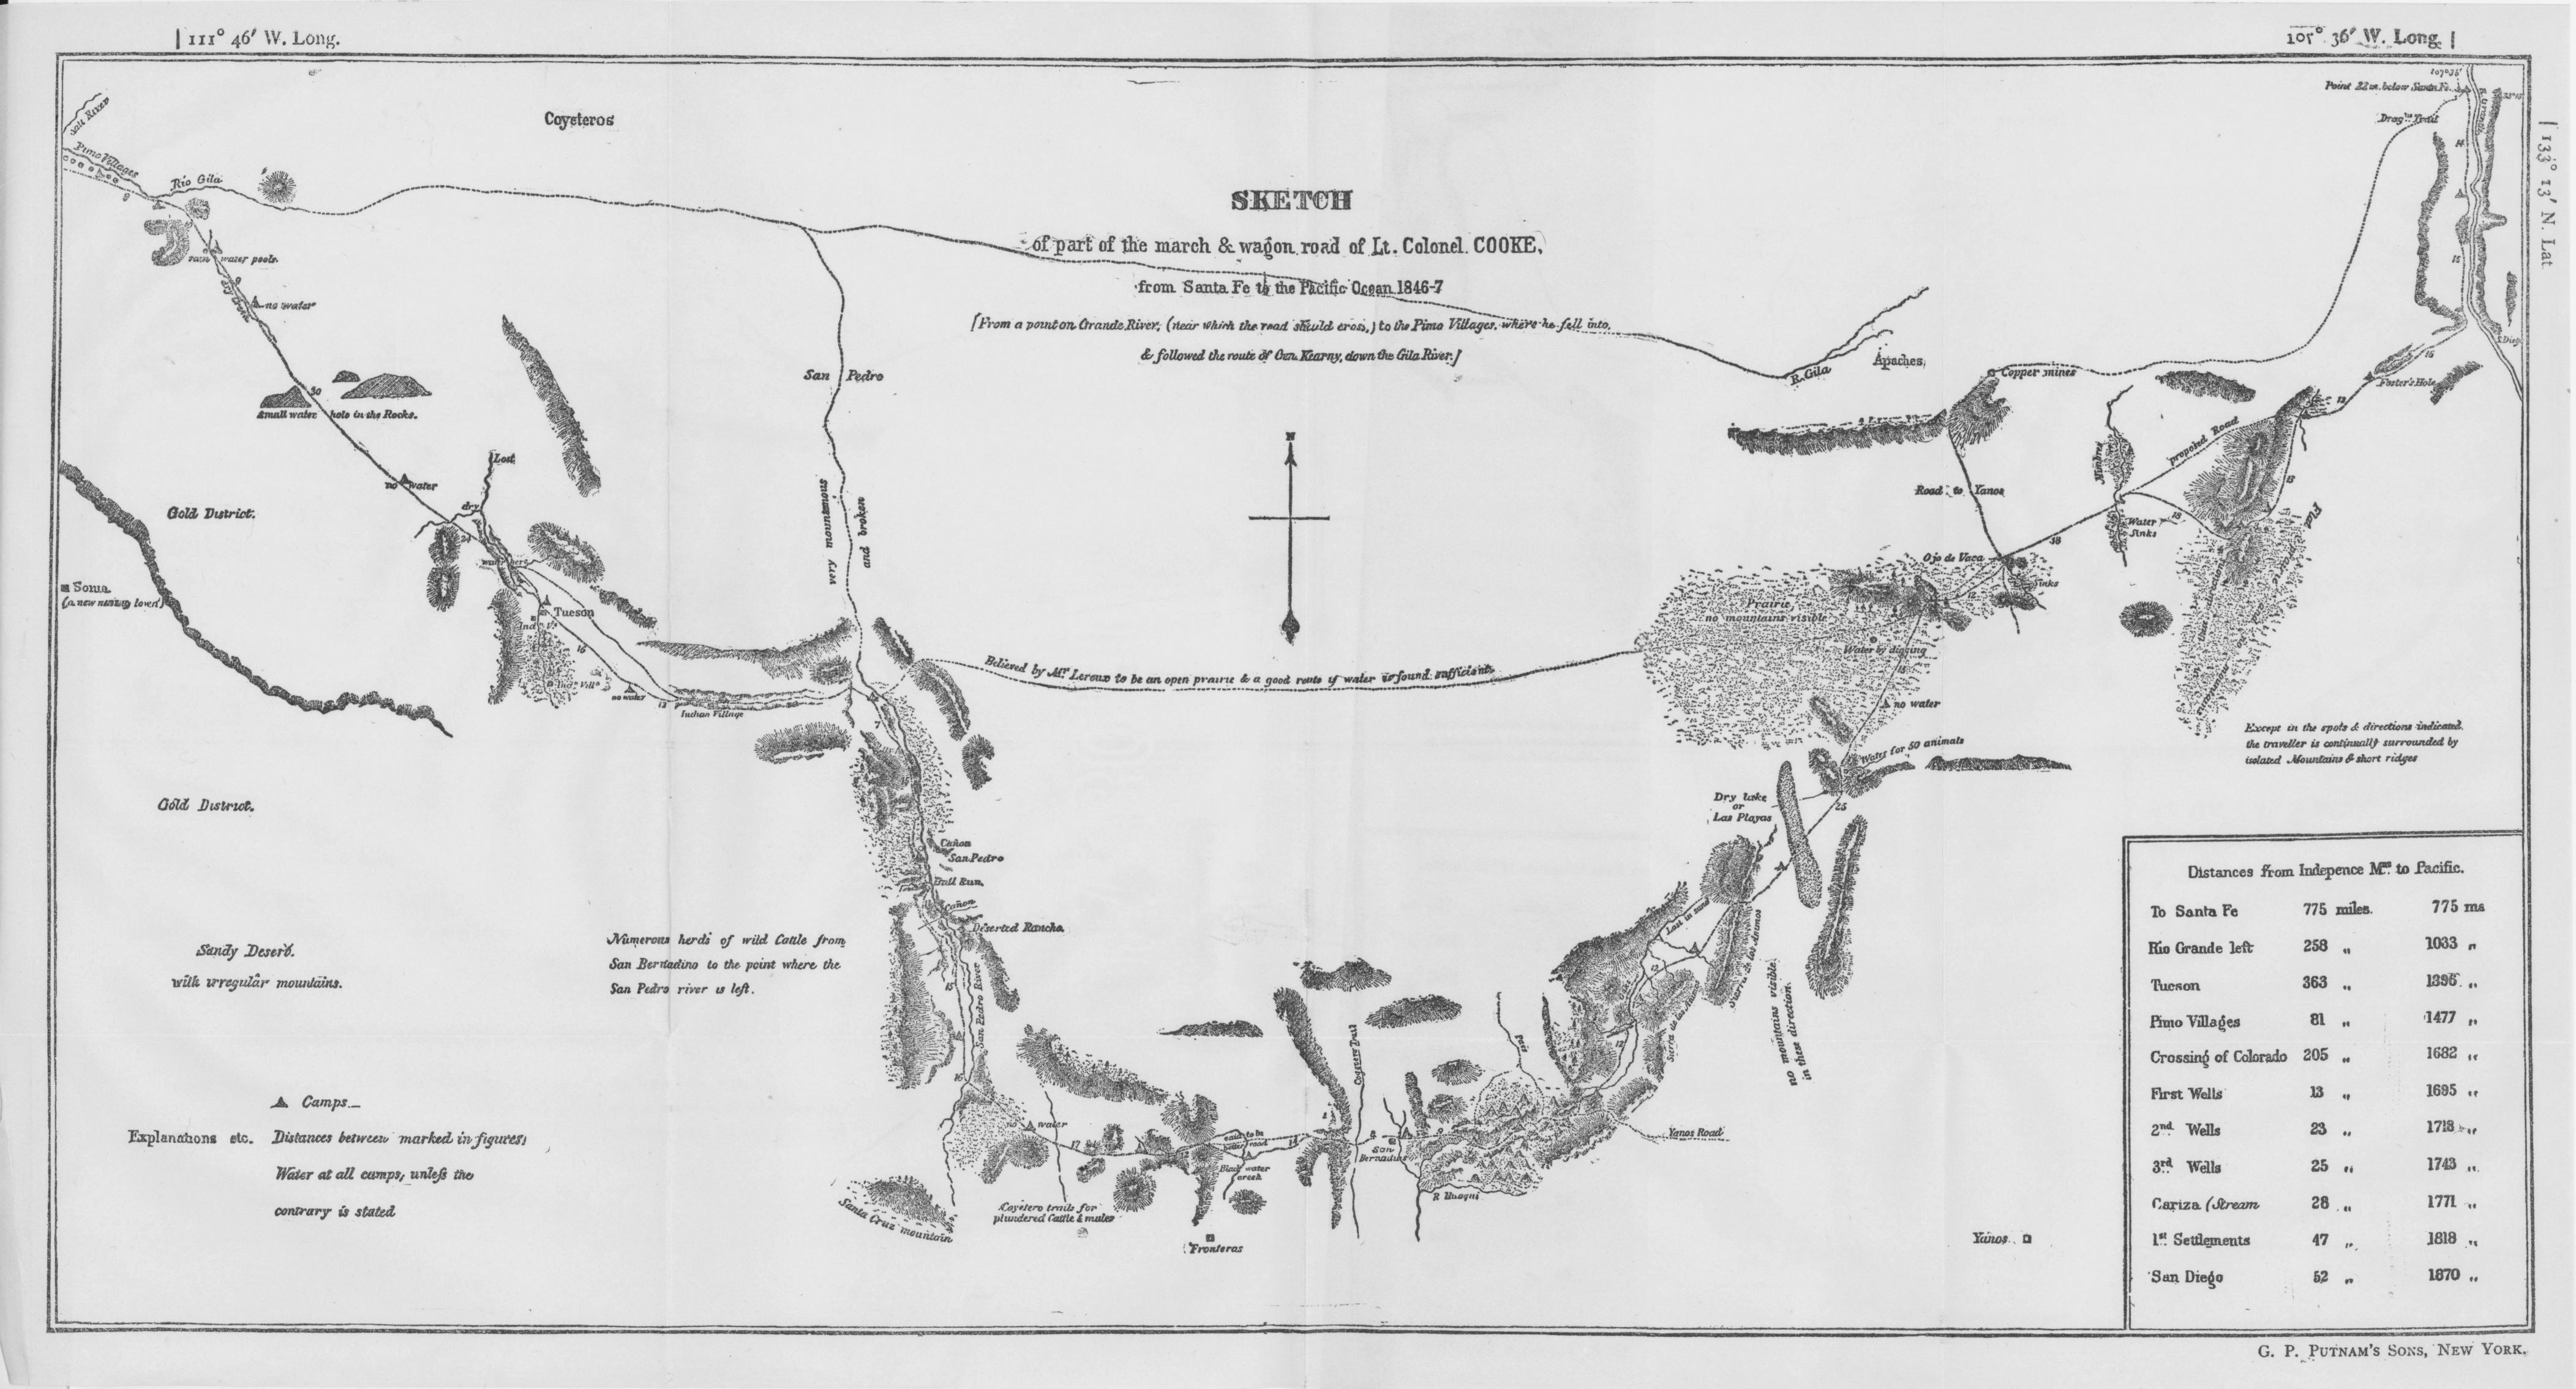 111° 46′ W. Long.
36′ W. Long.
Point 22 m. below Santa Fe
Trail
133° 13′ N. Lat
Salt River
Pimo Villages
Rio Gila
Coyeteros
SKETCH
of part of the march & wagon road of Lt. Colonel. COOKE,
from Santa Fe to the Pacific Ocean 1846-7
[From a point on Grande River, (near which the road should cross,) to the Pimo Villages, where he fell into,
& followed the route of Gen. Kearny, down the Gila River.]
water pools.
no water
30
Small water hole in the Rocks.
San Pedro
R. Gila
Apaches,
Copper mines
Foster's Hole
12
15
N
proposed Road
Road to Yanos
no water
Lost
dry
Gold District.
very mountainous
and broken
Water
Sinks
18
38
Ojo de Vaca
Sinks
Sonia
Tucson
16
no water
12
Indian Village
Prairie,
no mountains visible
Water by digging
no water
Believed by Mr. Leroux to be an open prairie & a good route if water is found sufficient.
7
Water for 50 animals
25
Except in the spots & directions indicated,
the traveller is continually surrounded by
isolated Mountains & short ridges
Gold District.
Dry lake
or
Las Playas
Cañon
San Pedro
Bull Run
Cañon
Deserted Rancho
San Pedro River
15
16
Sandy Desert.
with irregular mountains.
Numerous herds of wild Cattle from
San Bernadino to the point where the
San Pedro river is left.
Lost in sand
12
12
no mountains visible
in these direction.
Camps
Explanations etc. Distances between marked in figures;
Water at all camps, unless the
contrary is stated
no water
17
14
Black water
creek
San
Bernadino
R Huaqui
Yanos Road
Santa Cruz mountain
Coyetero trails for
plundered Cattle & mules
Fronteras
Yanos
Distances from Indepence Mo. to Pacific.
To Santa Fe 775 miles. 775 ms
Rio Grande left 258 „ 1033 „
Tucson 363 „ 1396 „
Pimo Villages 81 „ 1477 „
Crossing of Colorado 205 „ 1682 „
First Wells 13 „ 1695 „
2nd. Wells 23 „ 1718 „
3rd. Wells 25 „ 1743 „
Cariza (Stream 28 „ 1771 „
1st. Settlements 47 „ 1818 „
San Diego 52 „ 1870 „
G. P. PUTNAM'S SONS, NEW YORK.